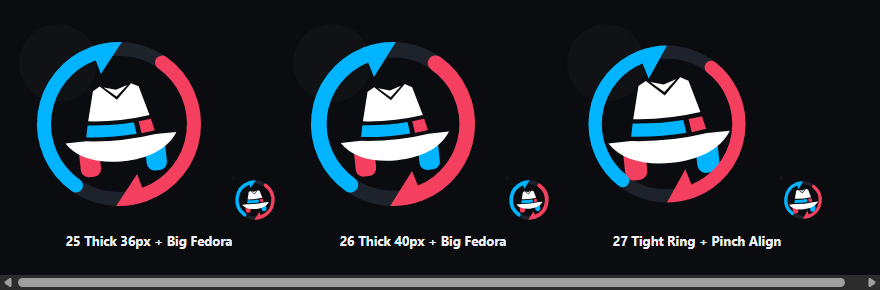 25 Thick 36px + Big Fedora
26 Thick 40px + Big Fedora
27 Tight Ring + Pinch Align